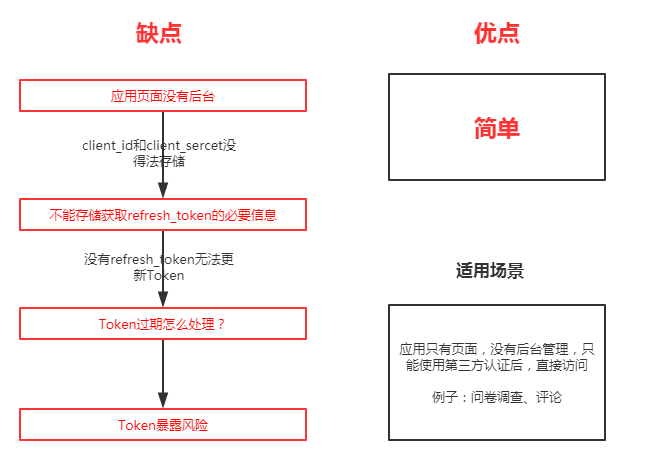 缺点
应用页面没有后台
client_id和client_sercet没
得法存储
不能存储获取refresh_token的必要信息
没有refresh_token无法更
新Token
Token过期怎么处理？
Token暴露风险
优点
简单
适用场景
应用只有页面，没有后台管理，只
能使用第三方认证后，直接访问
例子：问卷调查、评论